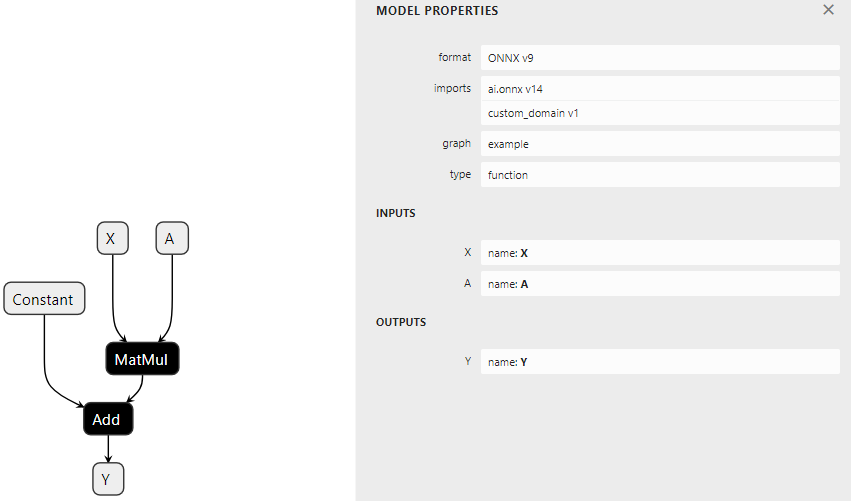 MODEL PROPERTIES ×
format ONNX v9
imports ai.onnx v14
custom_domain v1
graph example
type function
INPUTS
X name: X
A name: A
OUTPUTS
Y name: Y
X A
Constant
MatMul
Add
Y